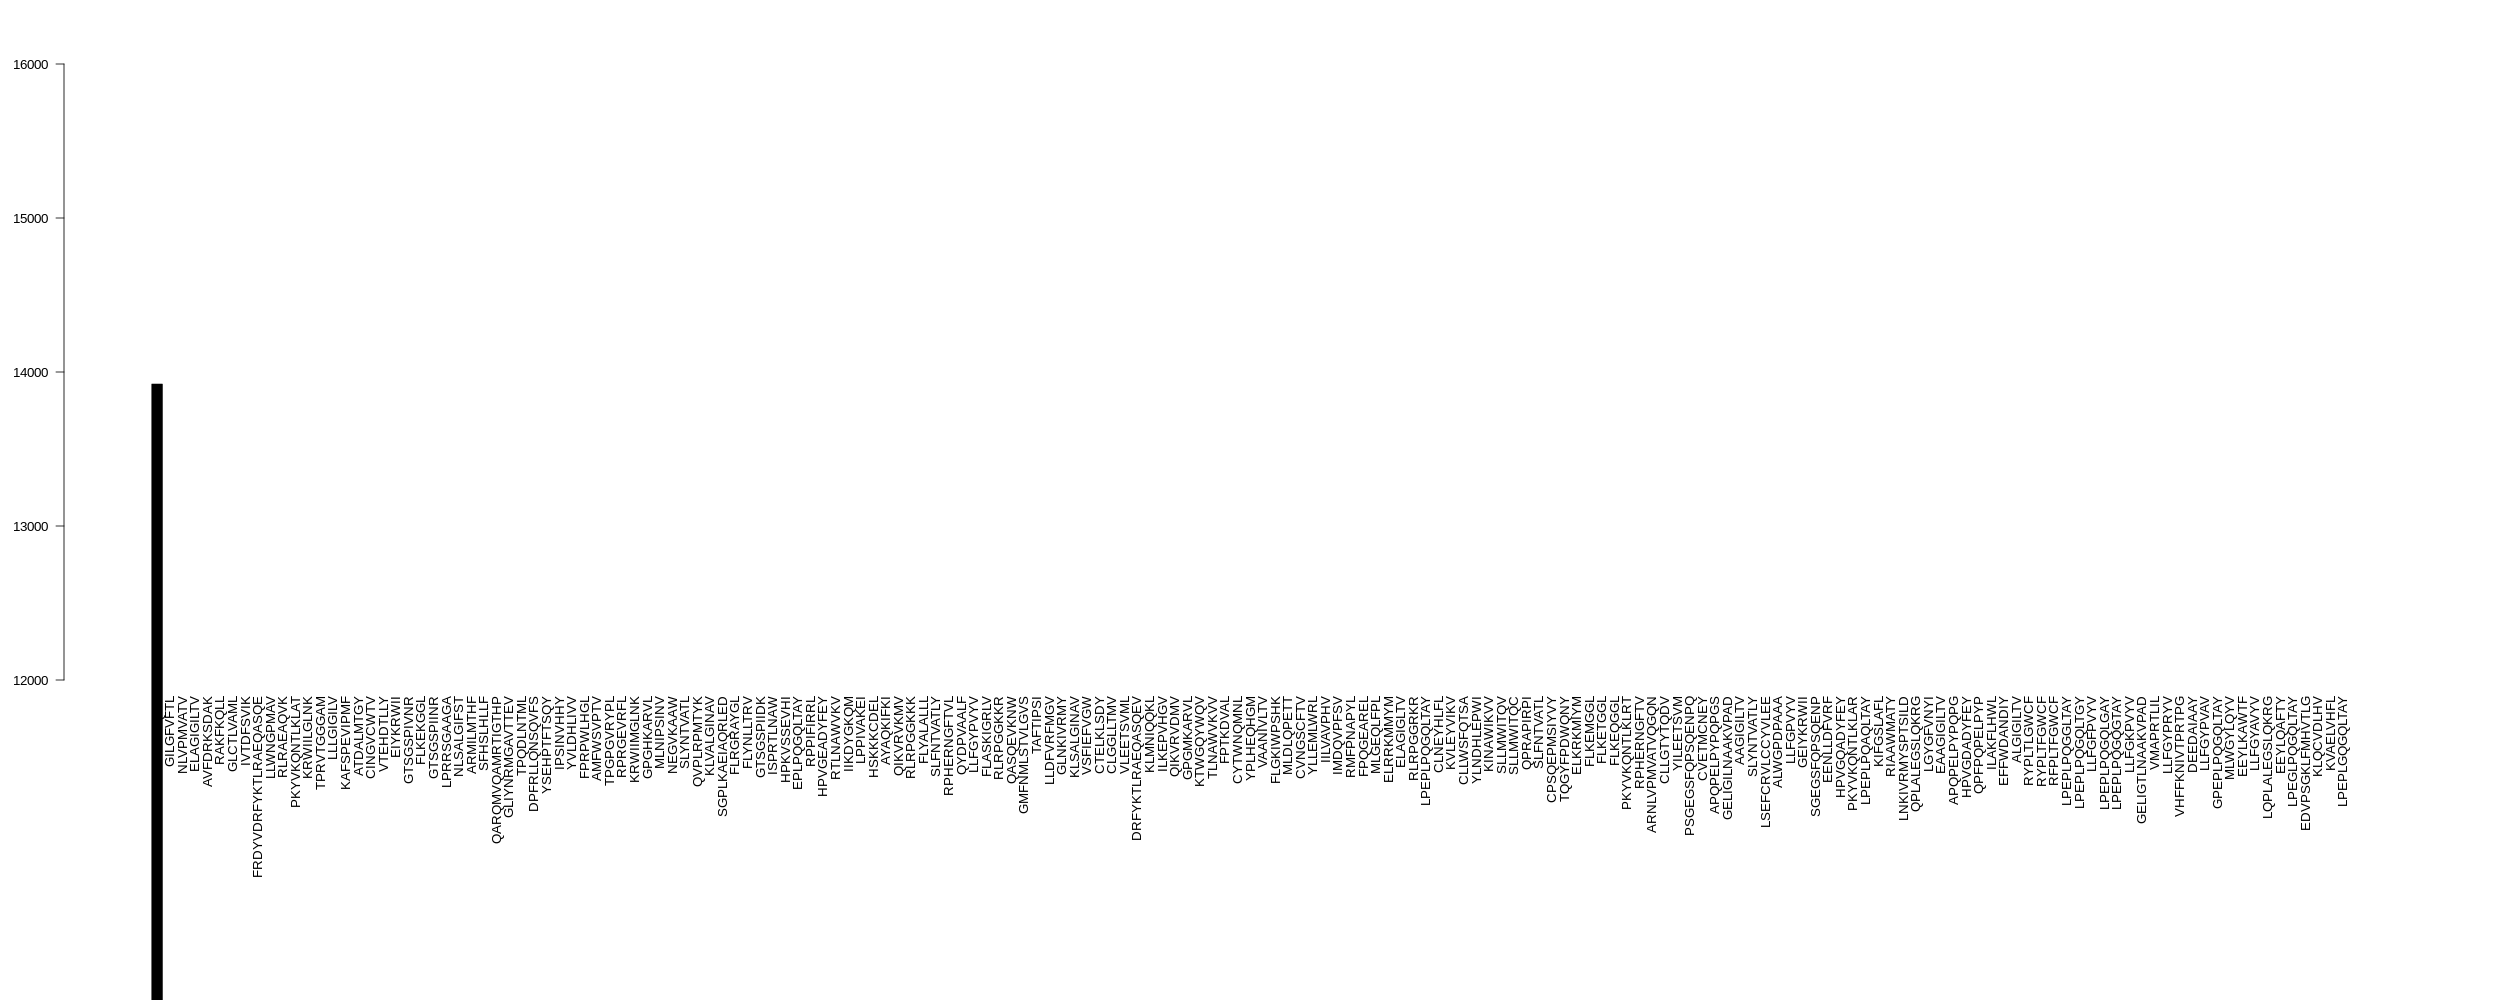 16000
15000
14000
13000
12000
GILGFVFTL
NLVPMVATV
ELAGIGILTV
AVFDRKSDAK
RAKFKQLL
GLCTLVAML
IVTDFSVIK
FRDYVDRFYKTLRAEQASQE
LLWNGPMAV
RLRAEAQVK
PKYVKQNTLKLAT
KRWIILGLNK
TPRVTGGGAM
LLLGIGILV
KAFSPEVIPMF
ATDALMTGY
CINGVCWTV
VTEHDTLLY
EIYKRWII
GTSGSPIVNR
FLKEKGGL
GTSGSPIINR
LPRRSGAAGA
NLSALGIFST
ARMILMTHF
SFHSLHLLF
QARQMVQAMRTIGTHP
GLIYNRMGAVTTEV
TPQDLNTML
DPFRLLQNSQVFS
YSEHPTFTSQY
IPSINVHHY
YVLDHLIVV
FPRPWLHGL
AMFWSVPTV
TPGPGVRYPL
RPRGEVRFL
KRWIIMGLNK
GPGHKARVL
MLNIPSINV
NEGVKAAW
SLYNTVATL
QVPLRPMTYK
KLVALGINAV
SGPLKAEIAQRLED
FLRGRAYGL
FLYNLLTRV
GTSGSPIIDK
ISPRTLNAW
HPKVSSEVHI
EPLPQGQLTAY
RPPIFIRRL
HPVGEADYFEY
RTLNAWVKV
IIKDYGKQM
LPPIVAKEI
HSKKKCDEL
AYAQKIFKI
QIKVRVKMV
RLRPGGKKK
FLYALALLL
SLFNTVATLY
RPHERNGFTVL
QYDPVAALF
LLFGYPVYV
FLASKIGRLV
RLRPGGKKR
QASQEVKNW
GMFNMLSTVLGVS
TAFTIPSI
LLDFVRFMGV
GLNKIVRMY
KLSALGINAV
VSFIEFVGW
CTELKLSDY
CLGGLLTMV
VLEETSVML
DRFYKTLRAEQASQEV
KLMNIQQKL
ILKEPVHGV
QIKVRVDMV
GPGMKARVL
KTWGQYWQV
TLNAWVKVV
FPTKDVAL
CYTWNQMNL
YPLHEQHGM
VAANIVLTV
FLGKIWPSHK
MLDLQPETT
CVNGSCFTV
YLLEMLWRL
IILVAVPHV
IMDQVPFSV
RMFPNAPYL
FPQGEAREL
MLGEQLFPL
ELRRKMMYM
ELAGIGILTV
RLRPGGRKR
LPEPLPQGQLTAY
CLNEYHLFL
KVLEYVIKV
CLLWSFQTSA
YLNDHLEPWI
KINAWIKVV
SLLMWITQV
SLLMWITQC
QPRAPIRPI
SLFNTVATL
CPSQEPMSIYVY
TQGYFPDWQNY
ELKRKMIYM
FLKEMGGL
FLKETGGL
FLKEQGGL
PKYVKQNTLKLRT
RPHERNGFTV
ARNLVPMVATVQGQN
CLLGTYTQDV
YILEETSVM
PSGEGSFQPSQENPQ
CVETMCNEY
APQPELPYPQPGS
GELIGILNAAKVPAD
AAGIGILTV
SLYNTVATLY
LSEFCRVLCCYVLEE
ALWGPDPAAA
LLFGPVYV
GEIYKRWII
SGEGSFQPSQENP
EENLLDFVRF
HPVGQADYFEY
PKYVKQNTLKLAR
LPEPLPQAQLTAY
KIFGSLAFL
RIAAWMATY
LNKIVRMYSPTSILD
QPLALEGSLQKRG
LGYGFVNYI
EAAGIGILTV
APQPELPYPQPG
HPVGDADYFEY
QPFPQPELPYP
ILAKFLHWL
EFFWDANDIY
ALGIGILTV
RYPLTLGWCF
RYPLTFGWCF
RFPLTFGWCF
LPEPLPQGGLTAY
LPEPLPQGQLTGY
LLFGFPVYV
LPEPLPQGQLGAY
LPEPLPQGQGTAY
LLFGKPVYV
GELIGTLNAAKVPAD
VMAPRTLIL
LLFGYPRYV
VHFFKNIVTPRTPG
DEEDAIAAY
LLFGYPVAV
GPEPLPQGQLTAY
MLWGYLQYV
EEYLKAWTF
LLFGYAVYV
LQPLALEGSLQKRG
EEYLQAFTY
LPEGLPQGQLTAY
EDVPSGKLFMHVTLG
KLQCVDLHV
KVAELVHFL
LPEPLGQGQLTAY